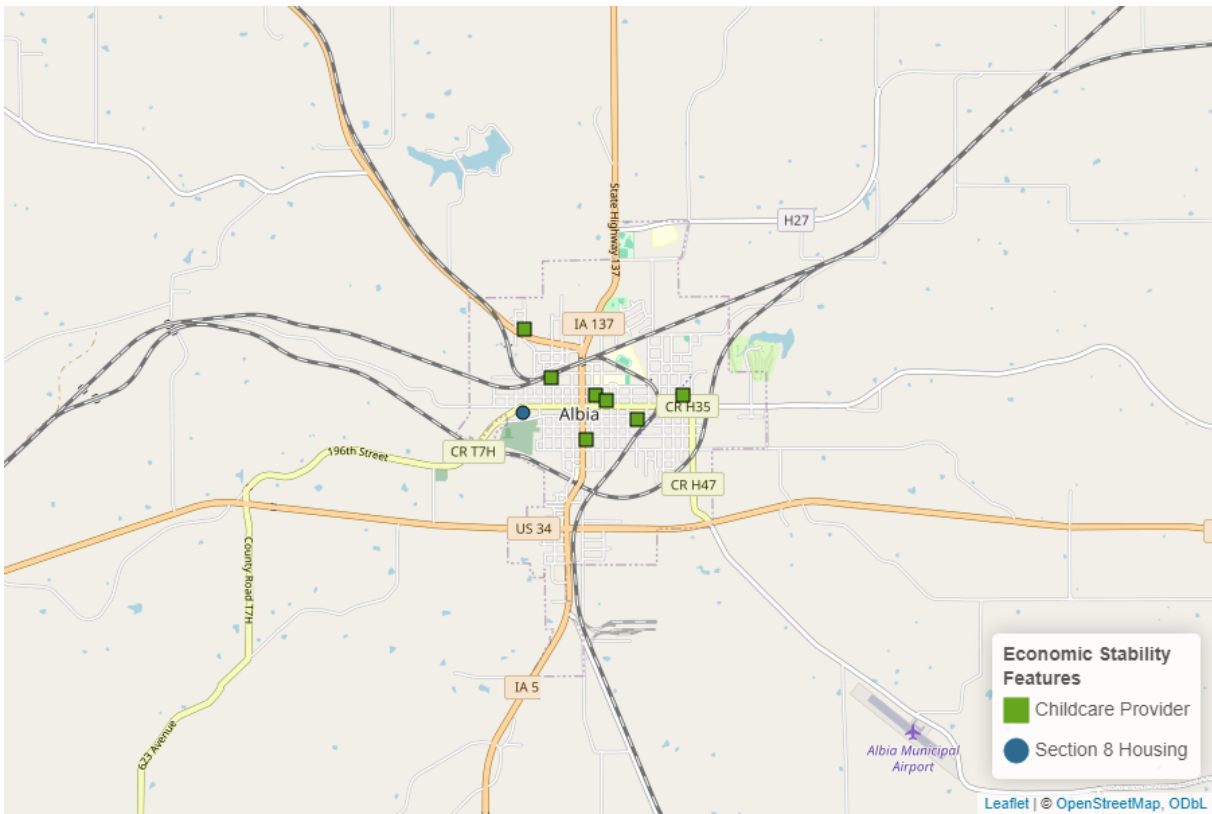 State Highway 137
H27
IA 137
CR H35
Albia
CR T7H
196th Street
CR H47
US 34
County Road T7H
IA 5
623 Avenue
Albia Municipal
Airport
Economic Stability
Features
Childcare Provider
Section 8 Housing
Leaflet | © OpenStreetMap, ODbL